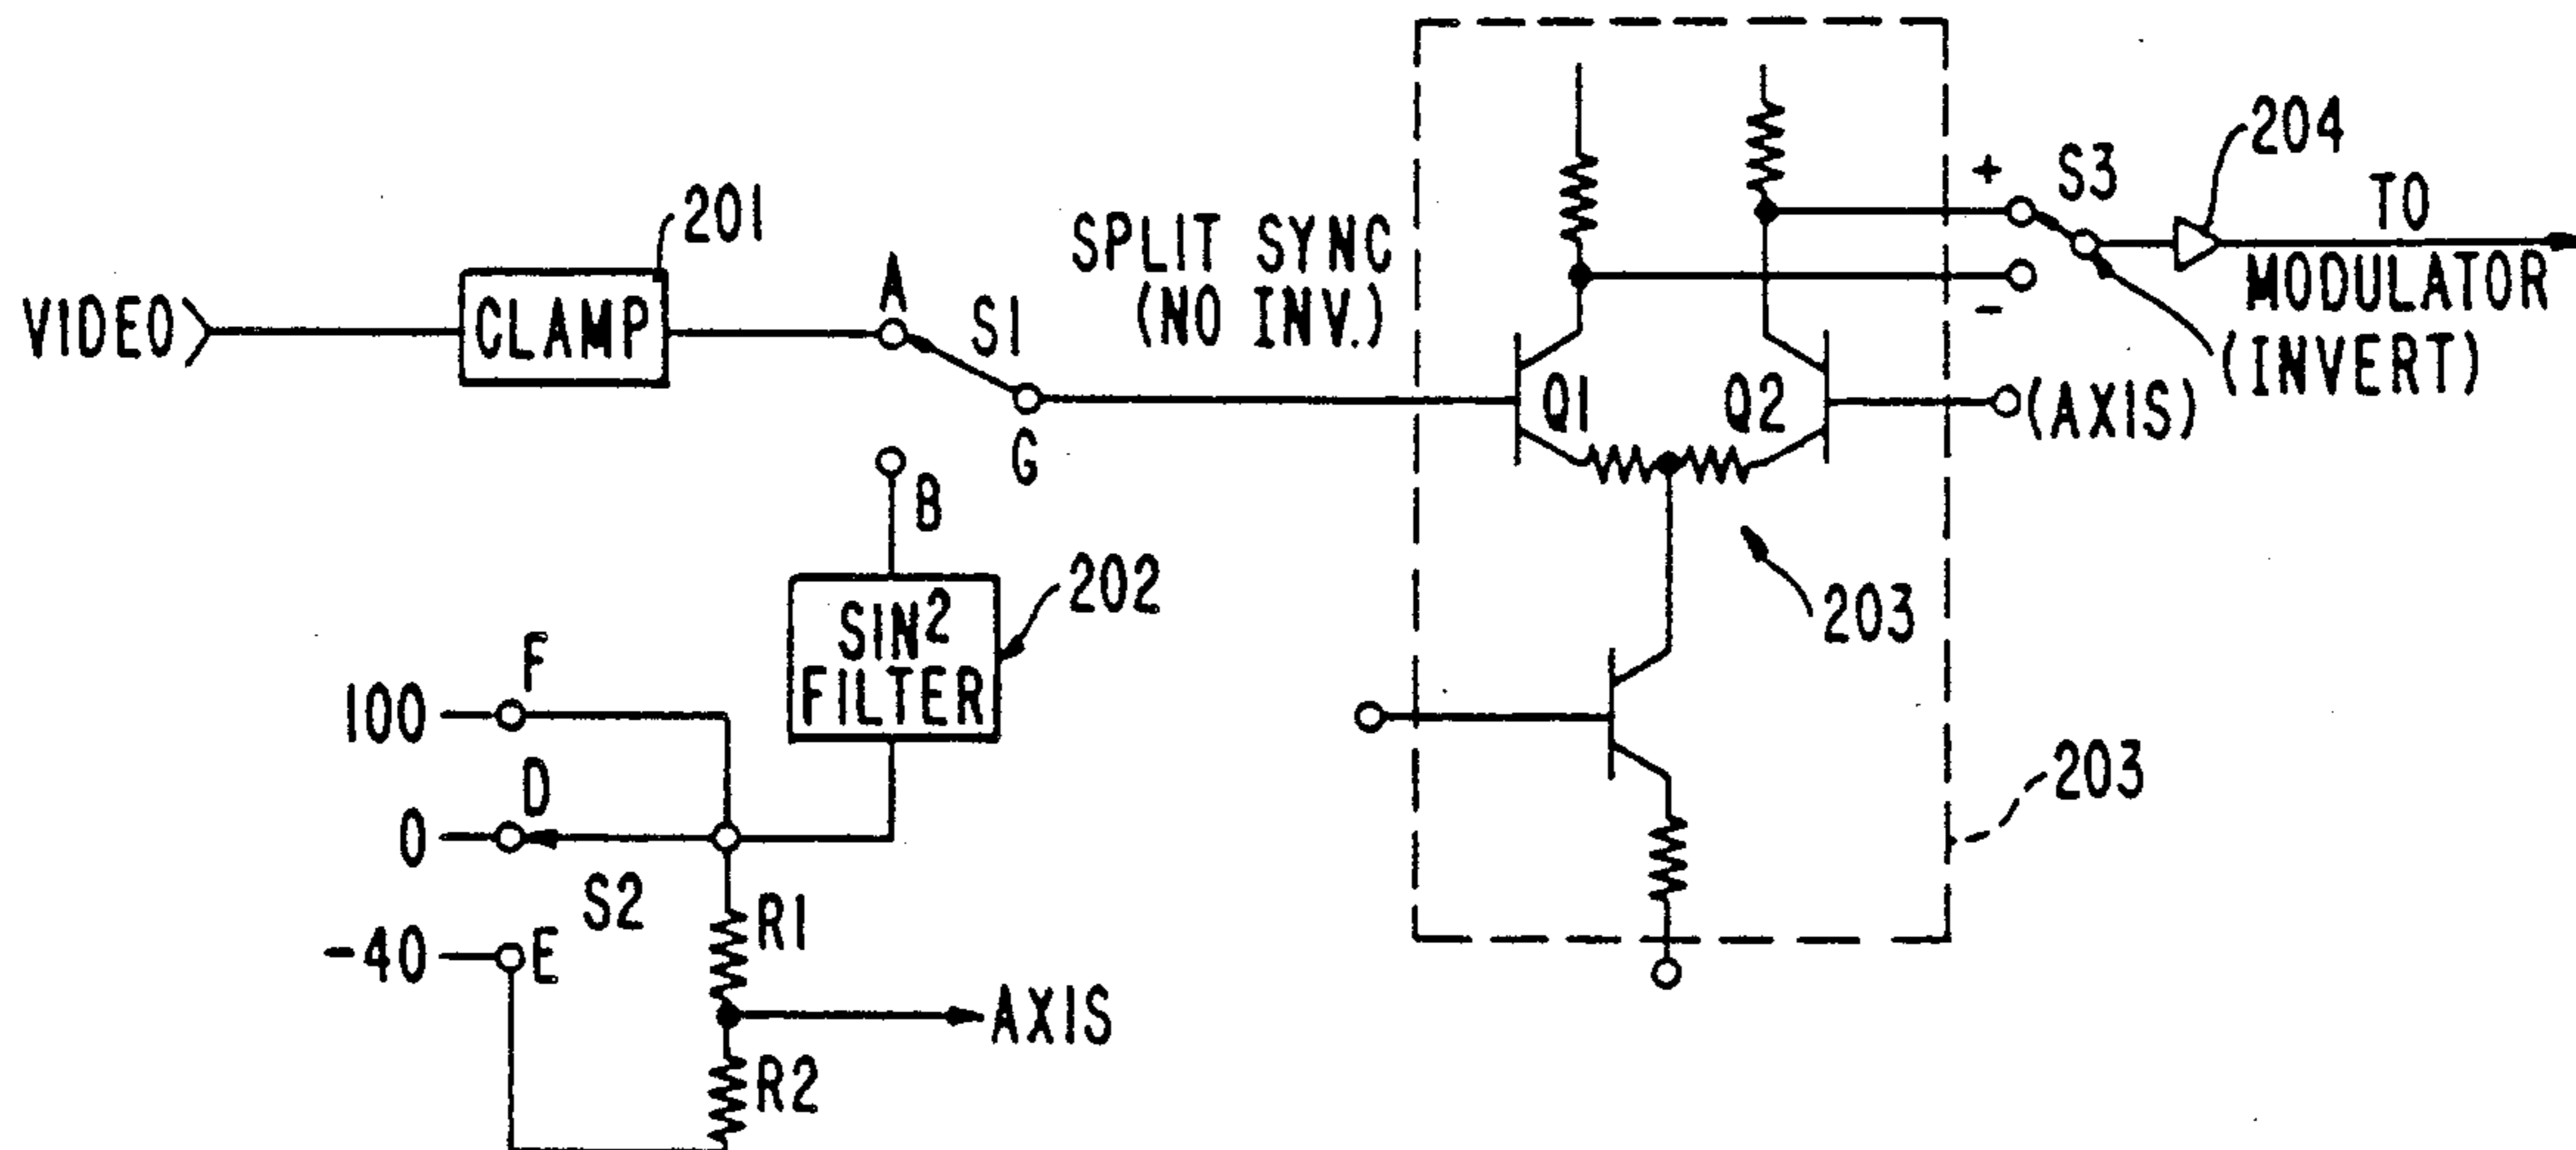 VIDEO
CLAMP
201
A
S1
G
B
SPLIT SYNC
(NO INV.)
SIN2
FILTER
202
100
F
0
D
S2
-40
E
R1
AXIS
R2
Q1
Q2
203
203
+
S3
-
204
TO
MODULATOR
(INVERT)
(AXIS)